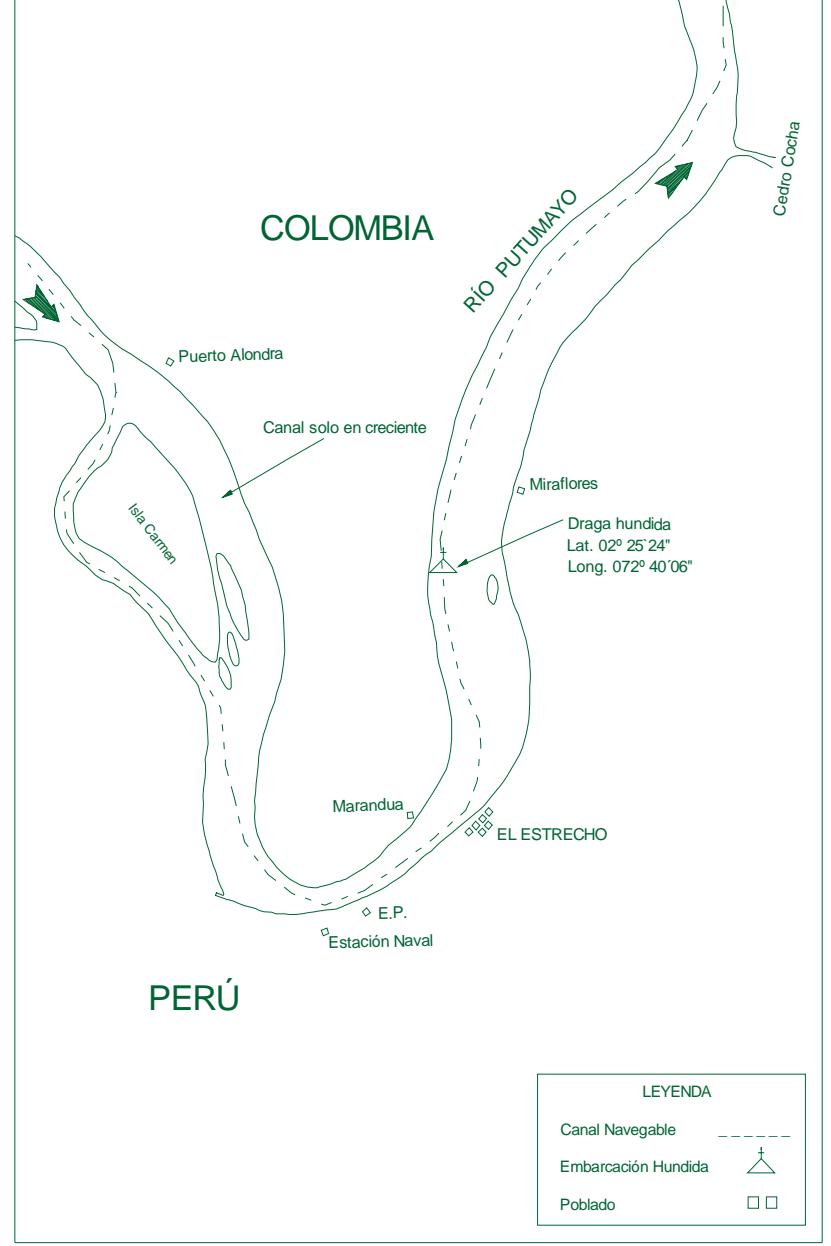 Cedro Cocha
COLOMBIA
RÍO PUTUMAYO
Puerto Alondra
Canal solo en creciente
Isla Carmen
Miraflores
Draga hundida
Lat. 02º 25`24"
Long. 072º 40´06"
Marandua
EL ESTRECHO
E.P.
Estación Naval
PERÚ
LEYENDA
Canal Navegable
Embarcación Hundida
Poblado